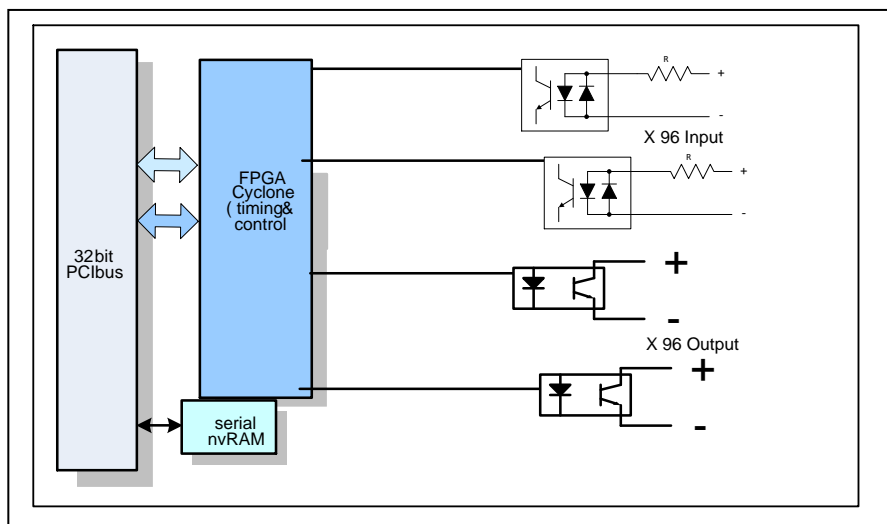 32bit
PCIbus
FPGA
Cyclone
( timing&
control
serial
nvRAM
R
+
-
X 96 Input
R
+
-
+
-
X 96 Output
+
-